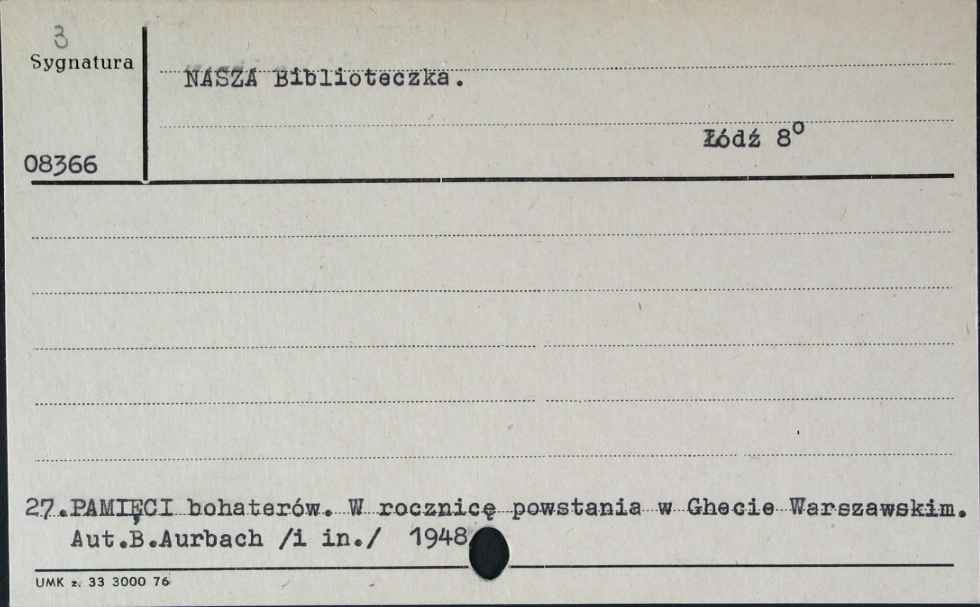 3
Sygnatura
NASZA Biblioteczka.
Łódź 8°
08366
27.PAMIĘCI bohaterów. W rocznicę powstania w Ghecie Warszawskim.
Aut.B.Aurbach /i in./ 1948
UMK z. 33 3000 76